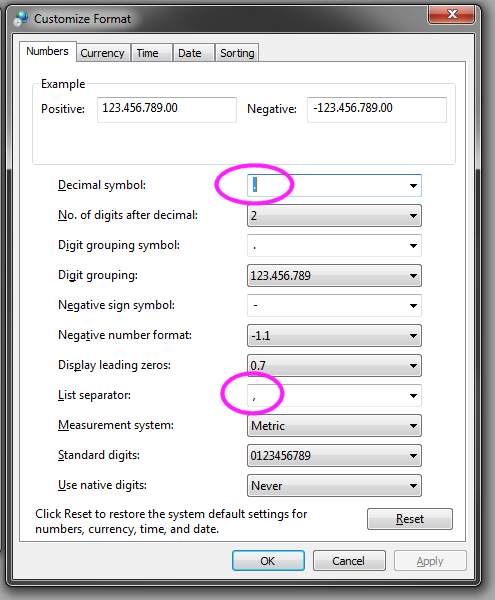 Customize Format
Numbers Currency Time Date Sorting
Example
Positive: 123.456.789.00 Negative: -123.456.789.00
Decimal symbol: .
No. of digits after decimal: 2
Digit grouping symbol: .
Digit grouping: 123.456.789
Negative sign symbol: -
Negative number format: -1.1
Display leading zeros: 0.7
List separator: ,
Measurement system: Metric
Standard digits: 0123456789
Use native digits: Never
Click Reset to restore the system default settings for
numbers, currency, time, and date.
Reset
OK Cancel Apply